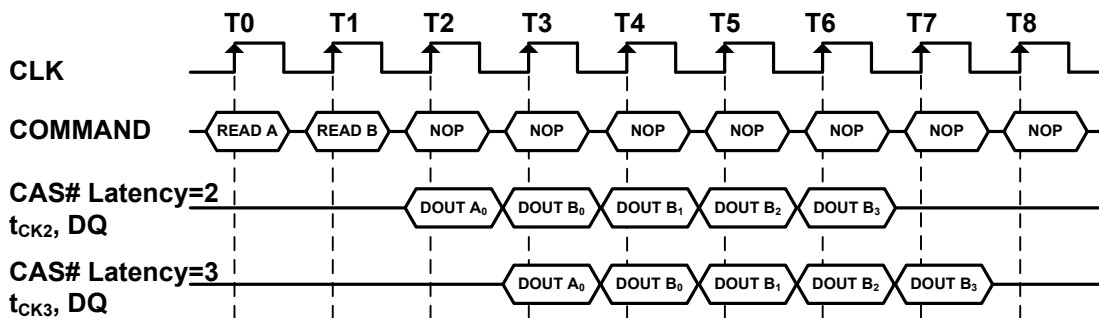 T0 T1 T2 T3 T4 T5 T6 T7 T8
CLK
COMMAND READ A READ B NOP NOP NOP NOP NOP NOP NOP
CAS# Latency=2
tCK2, DQ DOUT A0 DOUT B0 DOUT B1 DOUT B2 DOUT B3
CAS# Latency=3
tCK3, DQ DOUT A0 DOUT B0 DOUT B1 DOUT B2 DOUT B3